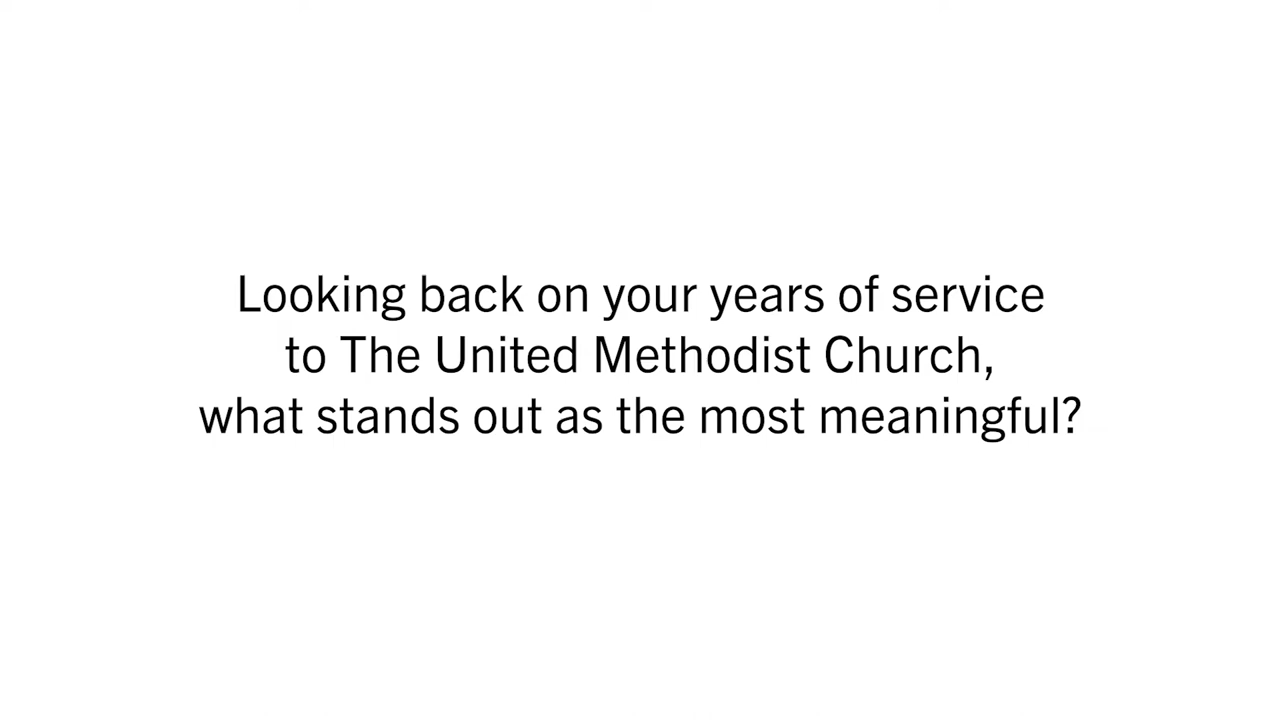 Looking back on your years of service
to The United Methodist Church,
what stands out as the most meaningful?